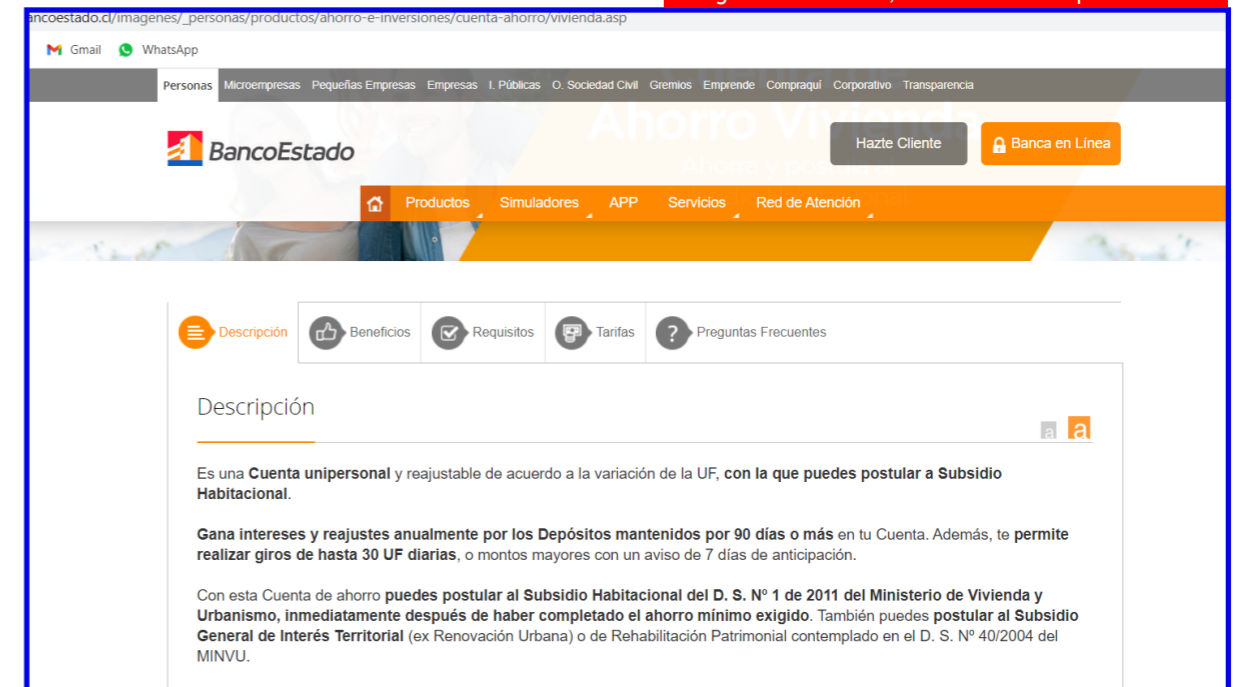 ancoestado.cl/imagenes/_personas/productos/ahorro-e-inversiones/cuenta-ahorro/vivienda.asp
Gmail WhatsApp
Personas Microempresas Pequeñas Empresas Empresas I. Públicas O. Sociedad Civil Gremios Emprende Compraquí Corporativo Transparencia
Ahorro Vivienda
BancoEstado
Hazte Cliente
Banca en Línea
Productos Simuladores APP Servicios Red de Atención
Descripción Beneficios Requisitos Tarifas ? Preguntas Frecuentes
Descripción
a a
Es una Cuenta unipersonal y reajustable de acuerdo a la variación de la UF, con la que puedes postular a Subsidio
Habitacional.
Gana intereses y reajustes anualmente por los Depósitos mantenidos por 90 días o más en tu Cuenta. Además, te permite
realizar giros de hasta 30 UF diarias, o montos mayores con un aviso de 7 días de anticipación.
Con esta Cuenta de ahorro puedes postular al Subsidio Habitacional del D. S. Nº 1 de 2011 del Ministerio de Vivienda y
Urbanismo, inmediatamente después de haber completado el ahorro mínimo exigido. También puedes postular al Subsidio
General de Interés Territorial (ex Renovación Urbana) o de Rehabilitación Patrimonial contemplado en el D. S. Nº 40/2004 del
MINVU.